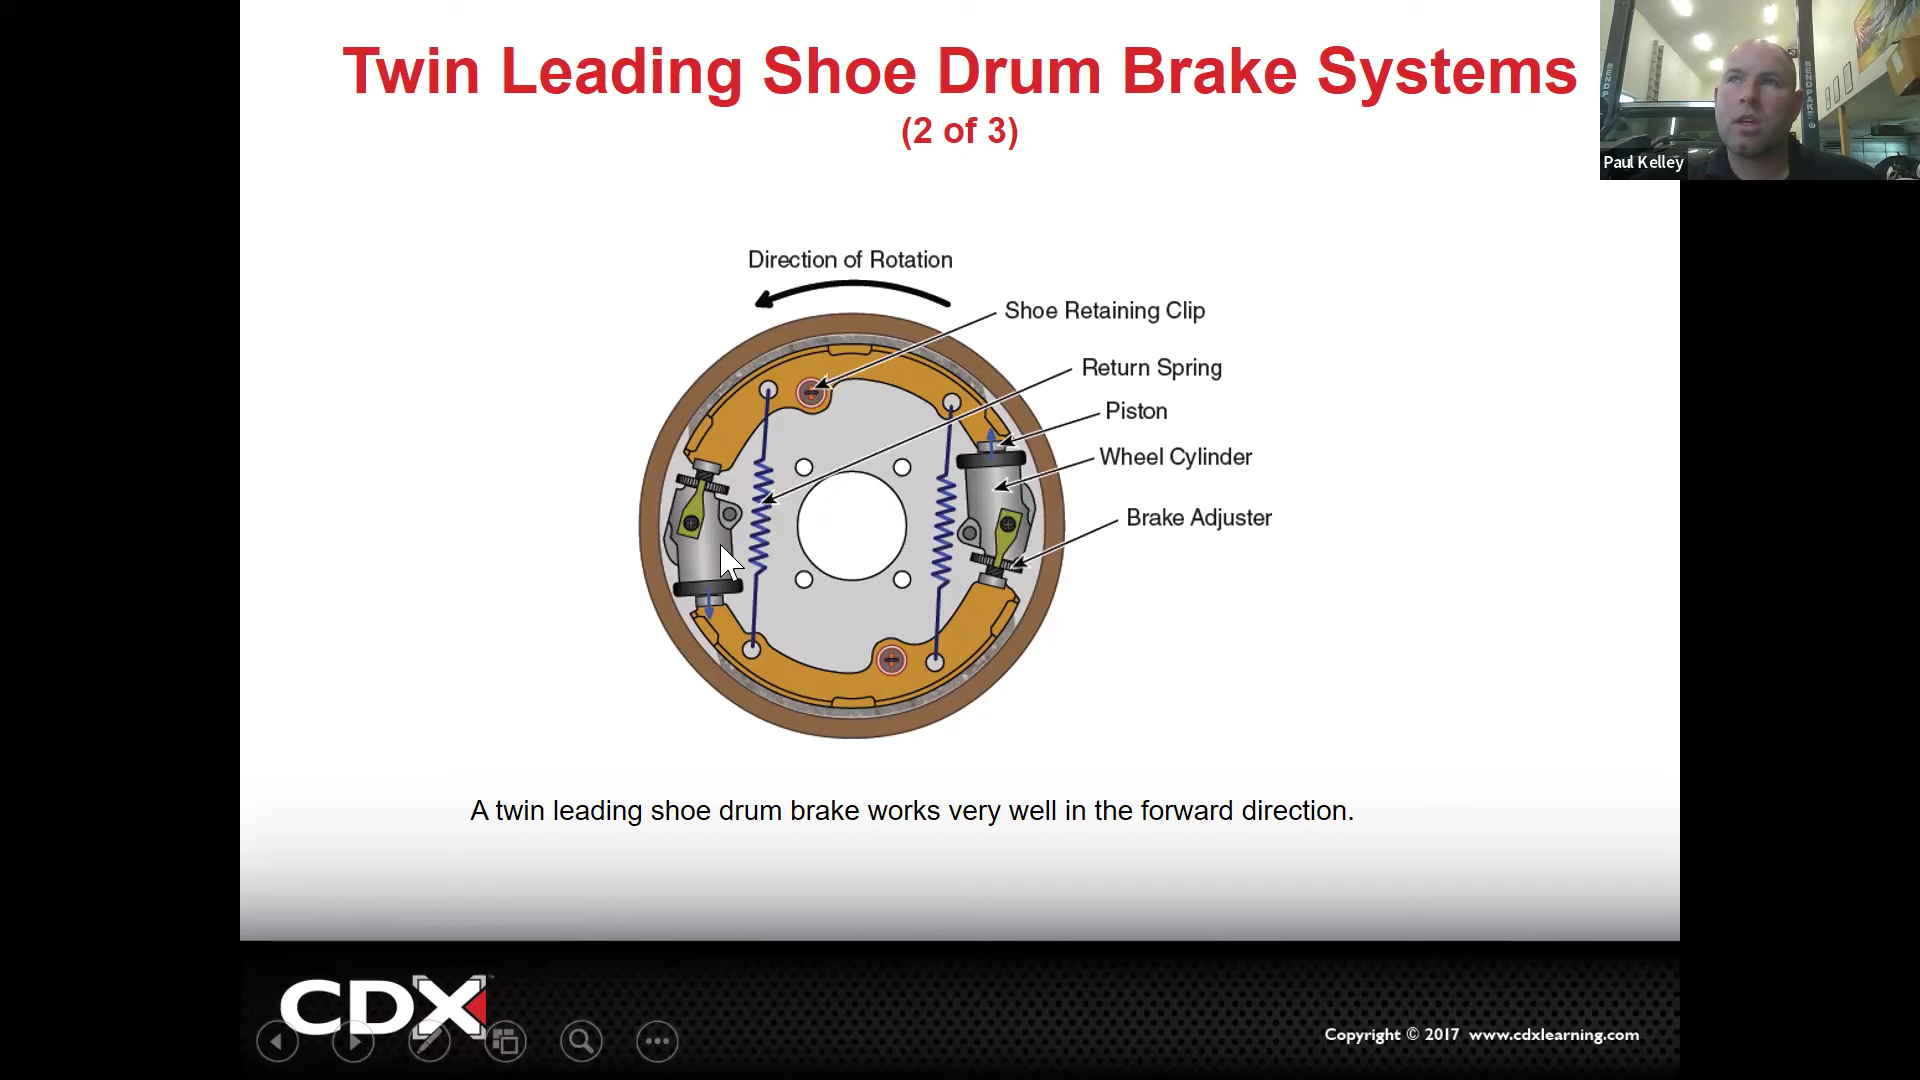 Twin Leading Shoe Drum Brake Systems
(2 of 3)
Paul Kelley
BENDPAK
BENDPAK
Direction of Rotation
Shoe Retaining Clip
Return Spring
Piston
Wheel Cylinder
Brake Adjuster
A twin leading shoe drum brake works very well in the forward direction.
CDX
Copyright © 2017 www.cdxlearning.com